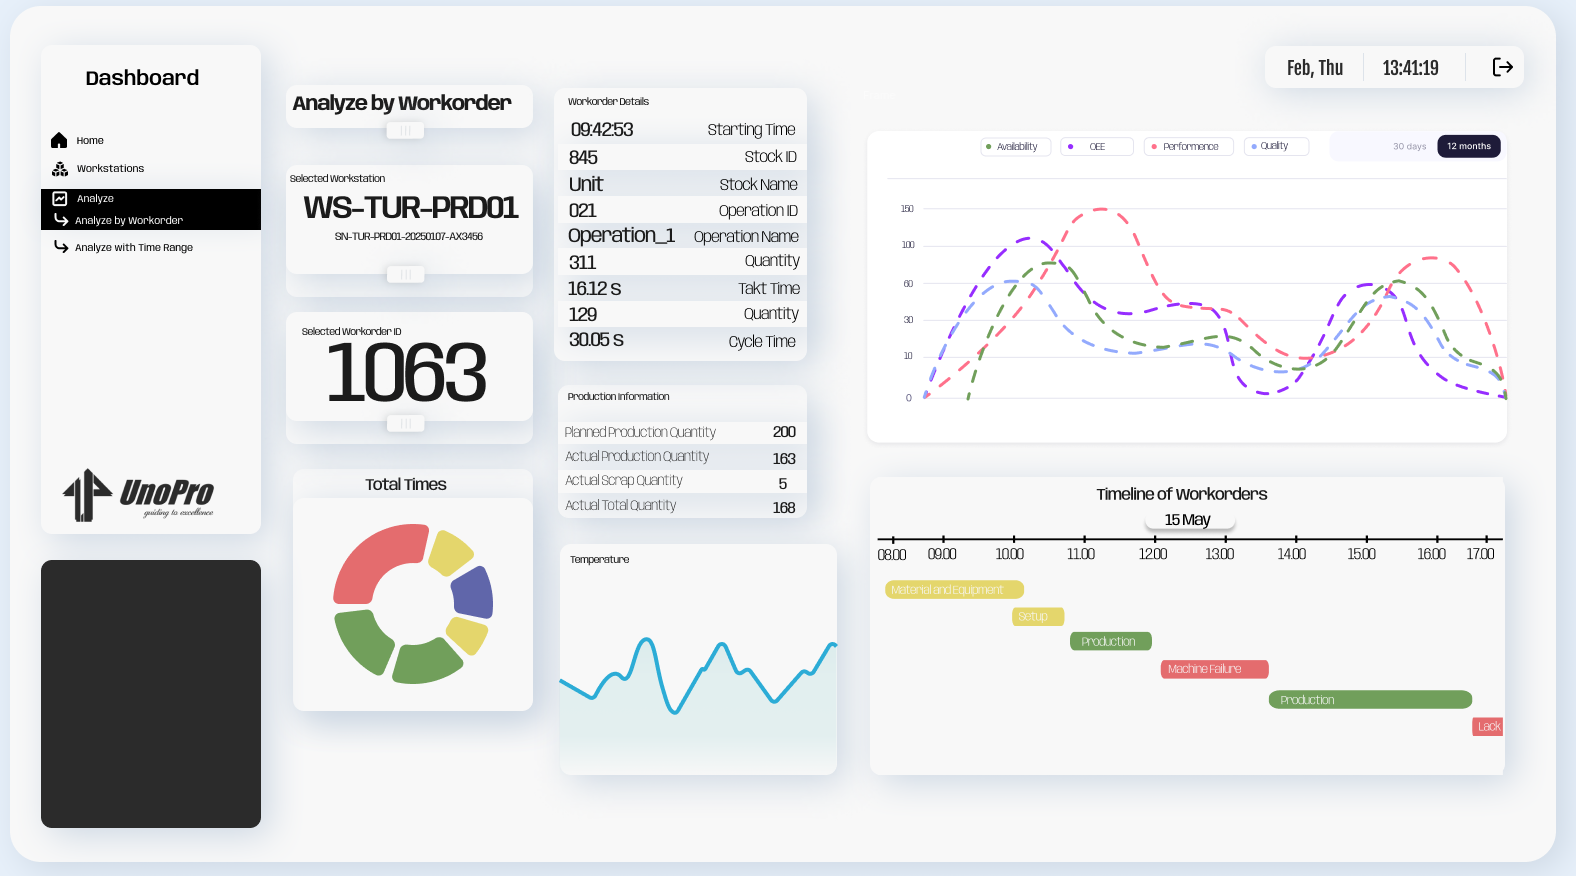 Dashboard
Home
Workstations
Analyze
Analyze by Workorder
Analyze with Time Range
UnoPro
guiding to excellence
Analyze by Workorder
Selected Workstation
WS-TUR-PRD01
SN-TUR-PRD01-20250107-AX3456
Selected Workorder ID
1063
Total Times
Workorder Details
09:42:53 Starting Time
845 Stock ID
Unit Stock Name
021 Operation ID
Operation_1 Operation Name
311 Quantity
16.12 S Takt Time
129 Quantity
30.05 S Cycle Time
Production Information
Planned Production Quantity 200
Actual Production Quantity 163
Actual Scrap Quantity 5
Actual Total Quantity 168
Temperature
Feb, Thu 13:41:19
Availability OEE Performence Quality 30 days 12 months
150
100
60
30
10
0
Timeline of Workorders
15 May
08.00 09.00 10.00 11.00 12.00 13.00 14.00 15.00 16.00 17.00
Material and Equipment
Setup
Production
Machine Failure
Production
Lack